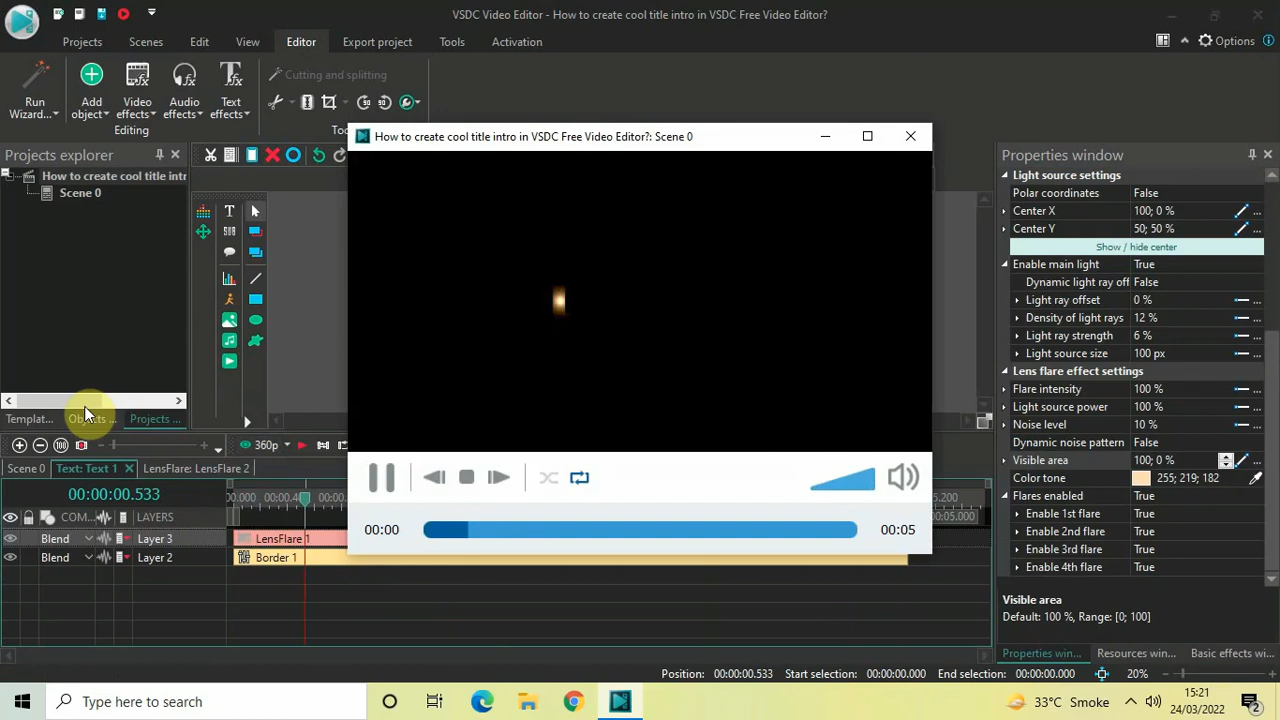 VSDC Video Editor - How to create cool title intro in VSDC Free Video Editor?
Projects Scenes Edit View Editor Export project Tools Activation
Options
Run Wizard...
Add object
Video effects
Audio effects
Text effects
Cutting and splitting
Editing
Projects explorer
How to create cool title intr
Scene 0
Templat...
Objects ...
Projects ...
How to create cool title intro in VSDC Free Video Editor?: Scene 0
00:00
00:05
Properties window
Light source settings
Polar coordinates False
Center X 100; 0 %
Center Y 50; 50 %
Show / hide center
Enable main light True
Dynamic light ray off False
Light ray offset 0 %
Density of light rays 12 %
Light ray strength 6 %
Light source size 100 px
Lens flare effect settings
Flare intensity 100 %
Light source power 100 %
Noise level 10 %
Dynamic noise pattern False
Visible area 100; 0 %
Color tone 255; 219; 182
Flares enabled True
Enable 1st flare True
Enable 2nd flare True
Enable 3rd flare True
Enable 4th flare True
Visible area
Default: 100 %, Range: [0; 100]
Properties win...
Resources win...
Basic effects wi...
360p
Scene 0
Text: Text 1
LensFlare: LensFlare 2
00:00:00.533
COM...
LAYERS
Blend Layer 3 LensFlare 1
Blend Layer 2 Border 1
Position: 00:00:00.533 Start selection: 00:00:00.000 End selection: 00:00:00.000 20%
Type here to search
33°C Smoke
15:21
24/03/2022
2